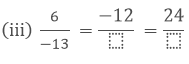 (iii) 6/-13 = -12/⬚ = 24/⬚